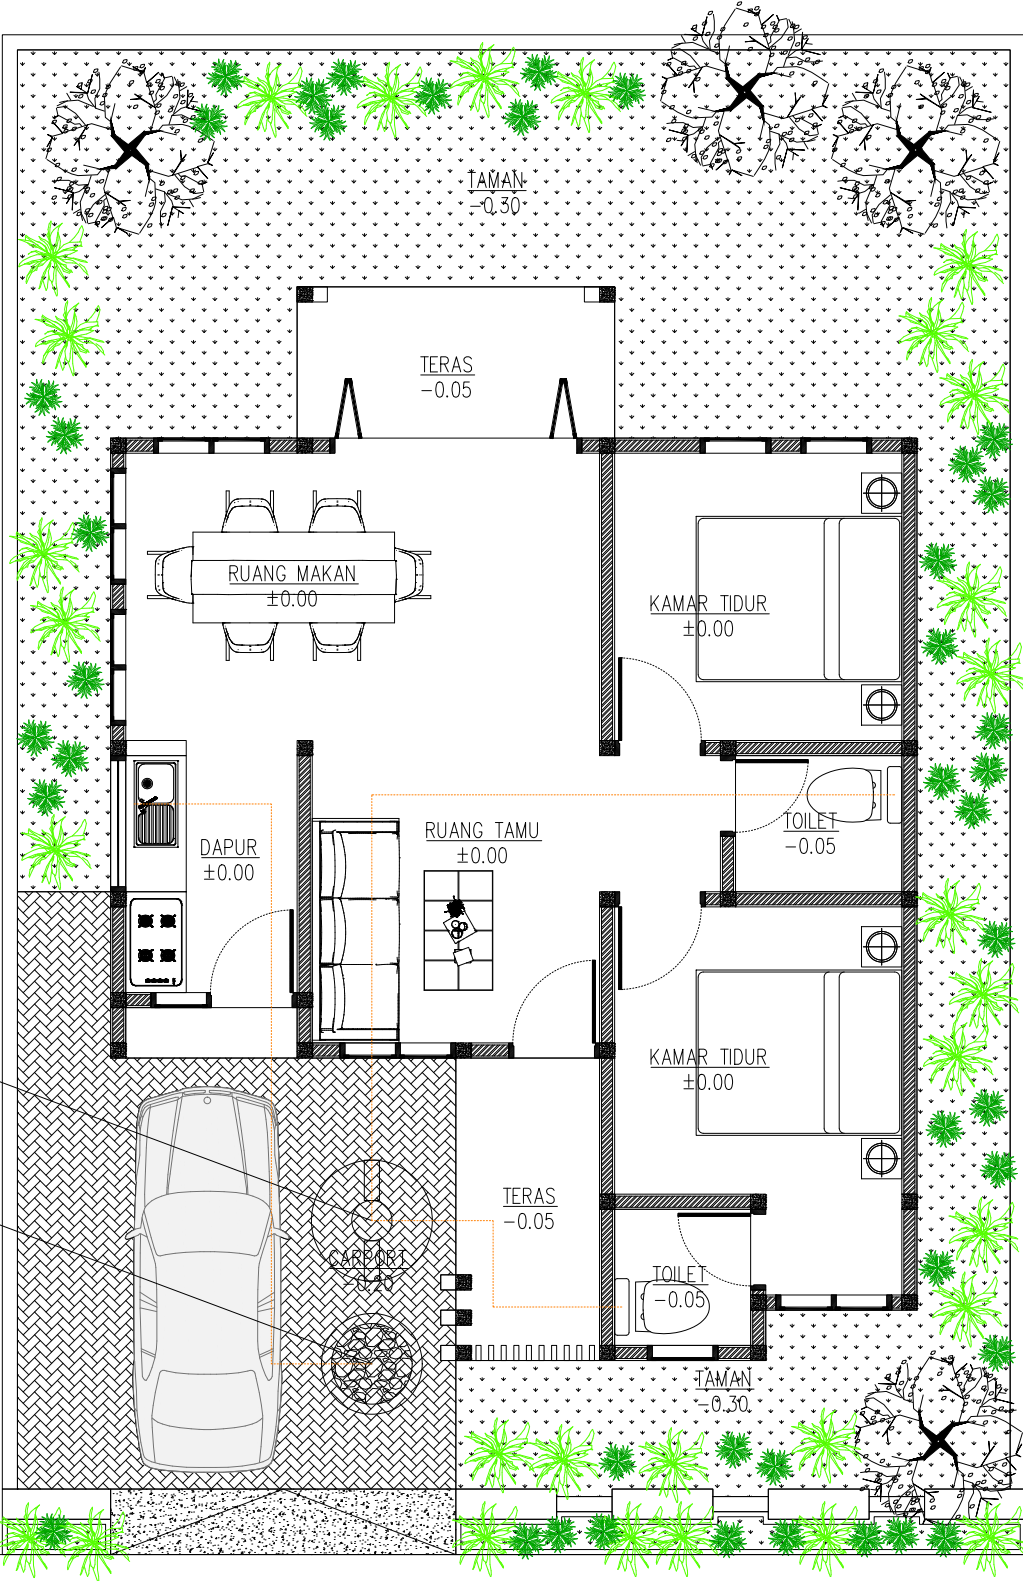 TAMAN
-0.30
TERAS
-0.05
RUANG MAKAN
±0.00
KAMAR TIDUR
±0.00
DAPUR
±0.00
RUANG TAMU
±0.00
TOILET
-0.05
KAMAR TIDUR
±0.00
TERAS
-0.05
CARPORT
-0.20
TOILET
-0.05
TAMAN
-0.30